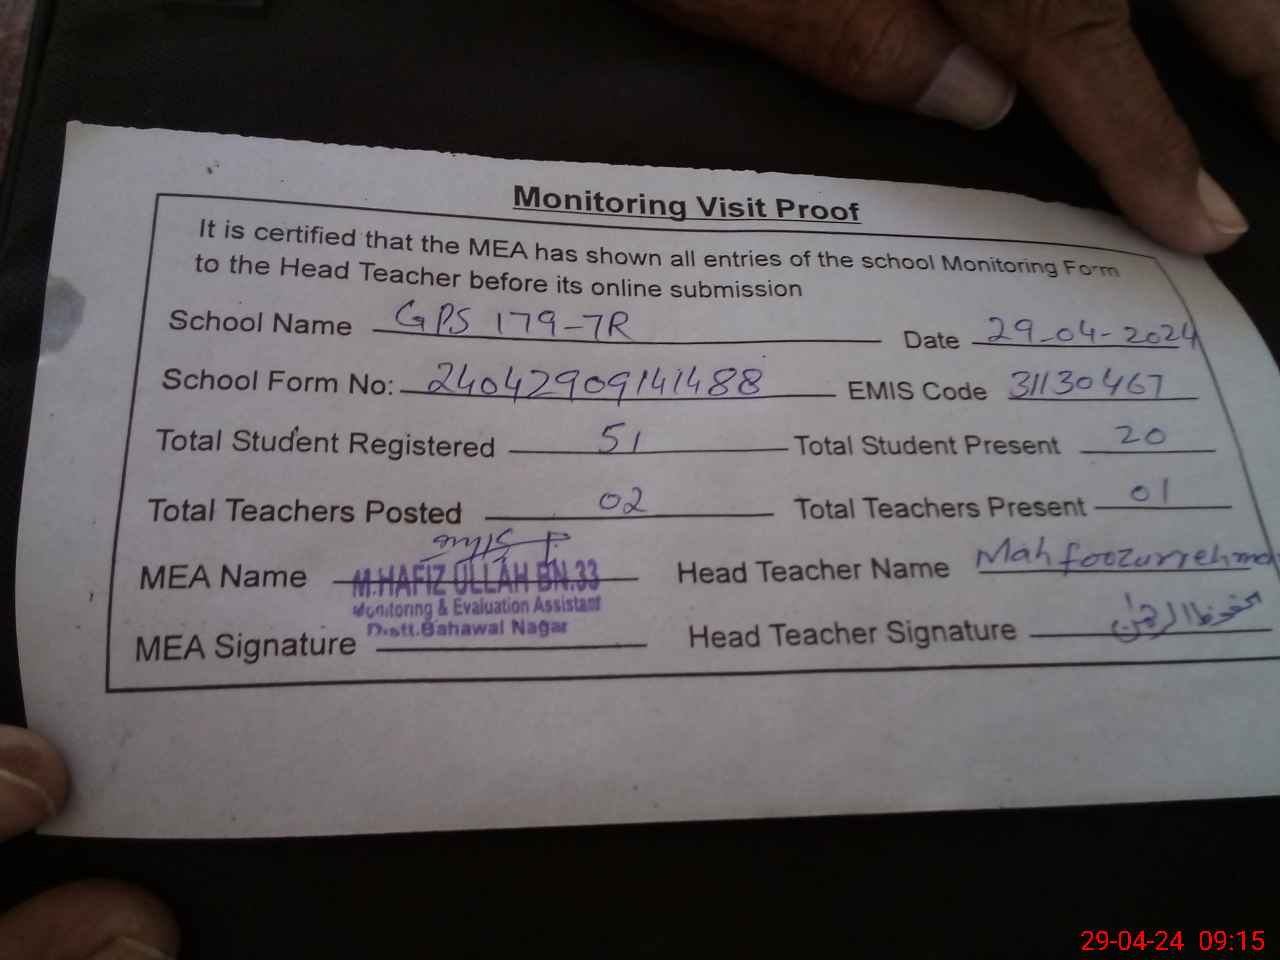 Monitoring Visit Proof
It is certified that the MEA has shown all entries of the school Monitoring Form
to the Head Teacher before its online submission
School Name GPS 179-7R Date 29-04-2024
School Form No: 24042909141488 EMIS Code 31130467
Total Student Registered 51 Total Student Present 20
Total Teachers Posted 02 Total Teachers Present 01
MEA Name M.HAFIZ ULLAH BN.33 Head Teacher Name Mahfoozurrehman
Monitoring & Evaluation Assistant
Distt.Bahawal Nagar
MEA Signature Head Teacher Signature محفوظ الرحمن
29-04-24 09:15